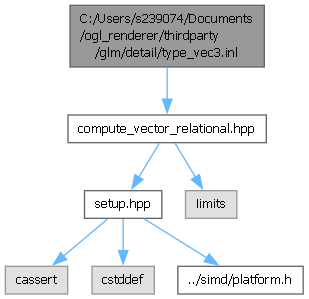 C:/Users/s239074/Documents
/ogl_renderer/thirdparty
/glm/detail/type_vec3.inl
compute_vector_relational.hpp
setup.hpp
limits
cassert
cstddef
../simd/platform.h